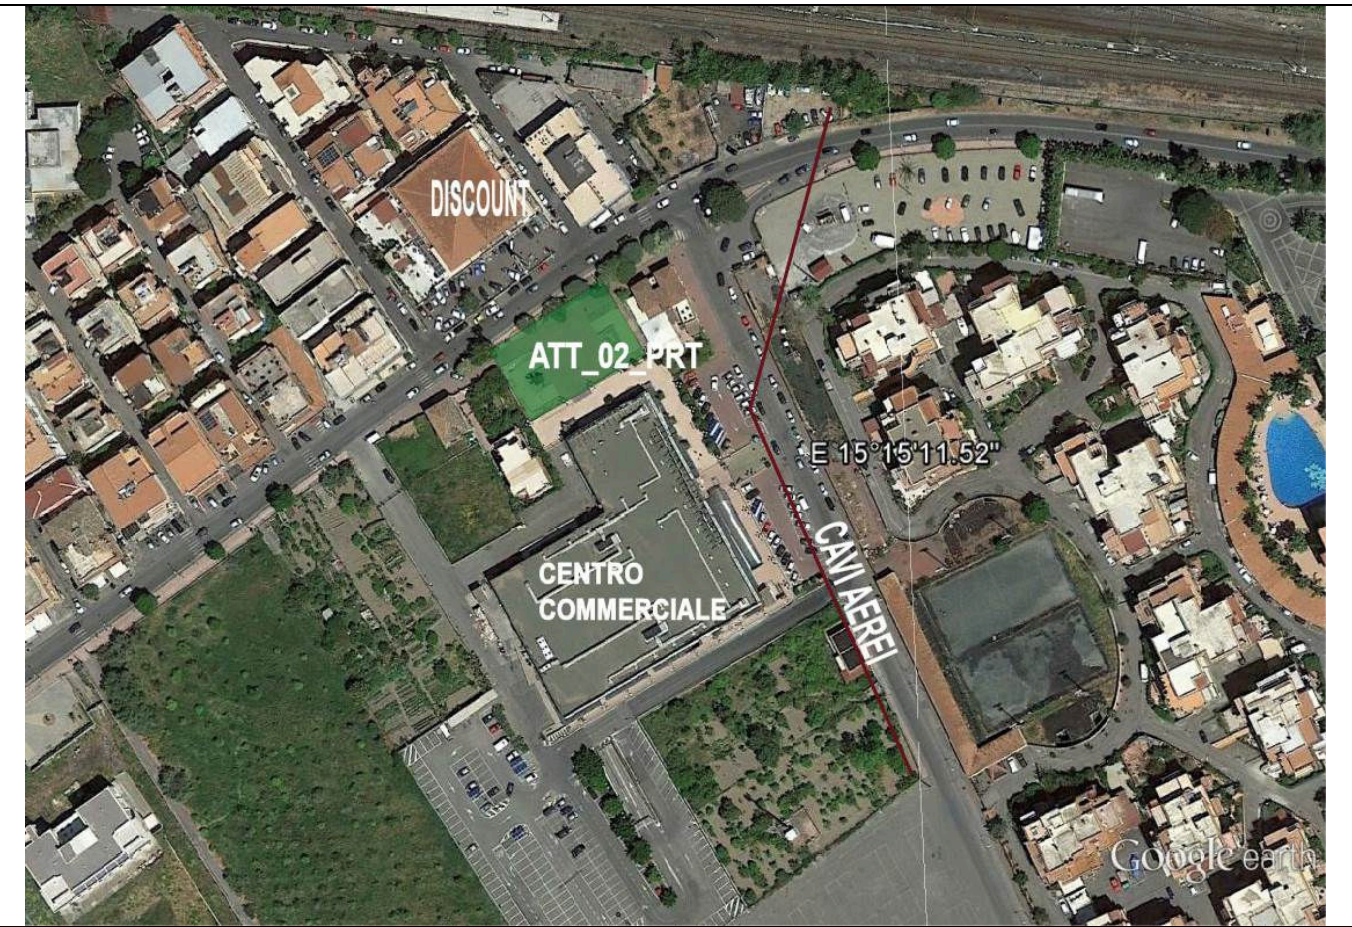 DISCOUNT
ATT_02_PRT
E 15°15'11.52"
CAVI AEREI
CENTRO
COMMERCIALE
Google earth